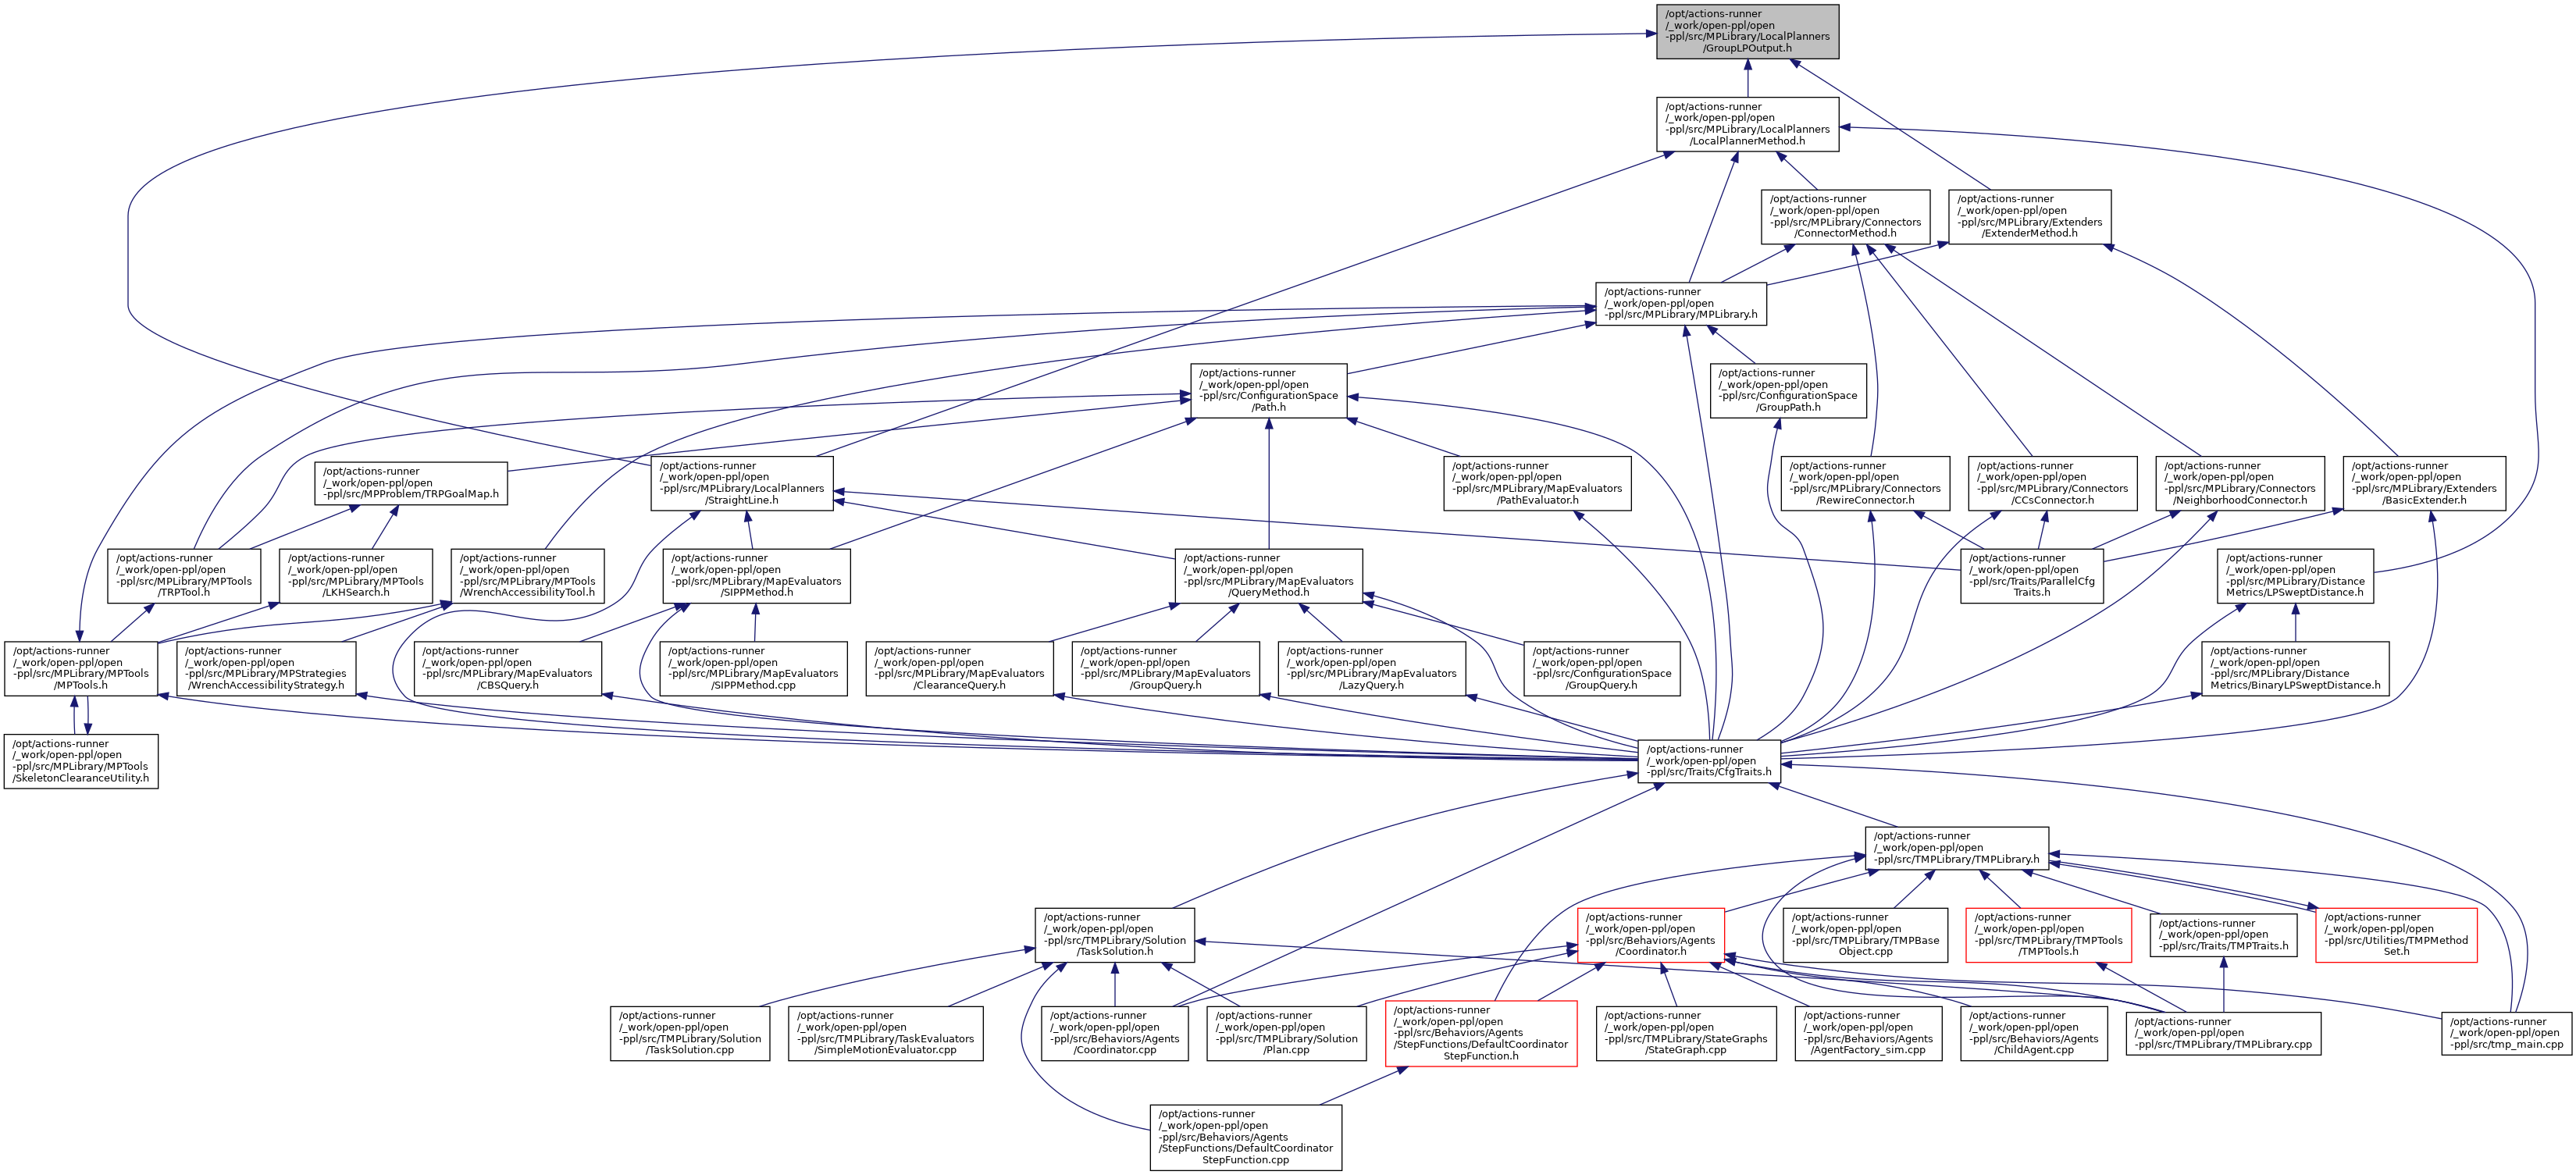 /opt/actions-runner
/_work/open-ppl/open
-ppl/src/MPLibrary/LocalPlanners
/GroupLPOutput.h
/opt/actions-runner
/_work/open-ppl/open
-ppl/src/MPLibrary/LocalPlanners
/LocalPlannerMethod.h
/opt/actions-runner
/_work/open-ppl/open
-ppl/src/MPLibrary/Connectors
/ConnectorMethod.h
/opt/actions-runner
/_work/open-ppl/open
-ppl/src/MPLibrary/Extenders
/ExtenderMethod.h
/opt/actions-runner
/_work/open-ppl/open
-ppl/src/MPLibrary/MPLibrary.h
/opt/actions-runner
/_work/open-ppl/open
-ppl/src/ConfigurationSpace
/Path.h
/opt/actions-runner
/_work/open-ppl/open
-ppl/src/ConfigurationSpace
/GroupPath.h
/opt/actions-runner
/_work/open-ppl/open
-ppl/src/MPProblem/TRPGoalMap.h
/opt/actions-runner
/_work/open-ppl/open
-ppl/src/MPLibrary/LocalPlanners
/StraightLine.h
/opt/actions-runner
/_work/open-ppl/open
-ppl/src/MPLibrary/MapEvaluators
/PathEvaluator.h
/opt/actions-runner
/_work/open-ppl/open
-ppl/src/MPLibrary/Connectors
/RewireConnector.h
/opt/actions-runner
/_work/open-ppl/open
-ppl/src/MPLibrary/Connectors
/CCsConnector.h
/opt/actions-runner
/_work/open-ppl/open
-ppl/src/MPLibrary/Connectors
/NeighborhoodConnector.h
/opt/actions-runner
/_work/open-ppl/open
-ppl/src/MPLibrary/Extenders
/BasicExtender.h
/opt/actions-runner
/_work/open-ppl/open
-ppl/src/MPLibrary/MPTools
/TRPTool.h
/opt/actions-runner
/_work/open-ppl/open
-ppl/src/MPLibrary/MPTools
/LKHSearch.h
/opt/actions-runner
/_work/open-ppl/open
-ppl/src/MPLibrary/MPTools
/WrenchAccessibilityTool.h
/opt/actions-runner
/_work/open-ppl/open
-ppl/src/MPLibrary/MapEvaluators
/SIPPMethod.h
/opt/actions-runner
/_work/open-ppl/open
-ppl/src/MPLibrary/MapEvaluators
/QueryMethod.h
/opt/actions-runner
/_work/open-ppl/open
-ppl/src/Traits/ParallelCfg
Traits.h
/opt/actions-runner
/_work/open-ppl/open
-ppl/src/MPLibrary/Distance
Metrics/LPSweptDistance.h
/opt/actions-runner
/_work/open-ppl/open
-ppl/src/MPLibrary/MPTools
/MPTools.h
/opt/actions-runner
/_work/open-ppl/open
-ppl/src/MPLibrary/MPStrategies
/WrenchAccessibilityStrategy.h
/opt/actions-runner
/_work/open-ppl/open
-ppl/src/MPLibrary/MapEvaluators
/CBSQuery.h
/opt/actions-runner
/_work/open-ppl/open
-ppl/src/MPLibrary/MapEvaluators
/SIPPMethod.cpp
/opt/actions-runner
/_work/open-ppl/open
-ppl/src/MPLibrary/MapEvaluators
/ClearanceQuery.h
/opt/actions-runner
/_work/open-ppl/open
-ppl/src/MPLibrary/MapEvaluators
/GroupQuery.h
/opt/actions-runner
/_work/open-ppl/open
-ppl/src/MPLibrary/MapEvaluators
/LazyQuery.h
/opt/actions-runner
/_work/open-ppl/open
-ppl/src/ConfigurationSpace
/GroupQuery.h
/opt/actions-runner
/_work/open-ppl/open
-ppl/src/MPLibrary/Distance
Metrics/BinaryLPSweptDistance.h
/opt/actions-runner
/_work/open-ppl/open
-ppl/src/MPLibrary/MPTools
/SkeletonClearanceUtility.h
/opt/actions-runner
/_work/open-ppl/open
-ppl/src/Traits/CfgTraits.h
/opt/actions-runner
/_work/open-ppl/open
-ppl/src/TMPLibrary/TMPLibrary.h
/opt/actions-runner
/_work/open-ppl/open
-ppl/src/TMPLibrary/Solution
/TaskSolution.h
/opt/actions-runner
/_work/open-ppl/open
-ppl/src/Behaviors/Agents
/Coordinator.h
/opt/actions-runner
/_work/open-ppl/open
-ppl/src/TMPLibrary/TMPBase
Object.cpp
/opt/actions-runner
/_work/open-ppl/open
-ppl/src/TMPLibrary/TMPTools
/TMPTools.h
/opt/actions-runner
/_work/open-ppl/open
-ppl/src/Traits/TMPTraits.h
/opt/actions-runner
/_work/open-ppl/open
-ppl/src/Utilities/TMPMethod
Set.h
/opt/actions-runner
/_work/open-ppl/open
-ppl/src/TMPLibrary/Solution
/TaskSolution.cpp
/opt/actions-runner
/_work/open-ppl/open
-ppl/src/TMPLibrary/TaskEvaluators
/SimpleMotionEvaluator.cpp
/opt/actions-runner
/_work/open-ppl/open
-ppl/src/Behaviors/Agents
/Coordinator.cpp
/opt/actions-runner
/_work/open-ppl/open
-ppl/src/TMPLibrary/Solution
/Plan.cpp
/opt/actions-runner
/_work/open-ppl/open
-ppl/src/Behaviors/Agents
/StepFunctions/DefaultCoordinator
StepFunction.h
/opt/actions-runner
/_work/open-ppl/open
-ppl/src/TMPLibrary/StateGraphs
/StateGraph.cpp
/opt/actions-runner
/_work/open-ppl/open
-ppl/src/Behaviors/Agents
/AgentFactory_sim.cpp
/opt/actions-runner
/_work/open-ppl/open
-ppl/src/Behaviors/Agents
/ChildAgent.cpp
/opt/actions-runner
/_work/open-ppl/open
-ppl/src/TMPLibrary/TMPLibrary.cpp
/opt/actions-runner
/_work/open-ppl/open
-ppl/src/tmp_main.cpp
/opt/actions-runner
/_work/open-ppl/open
-ppl/src/Behaviors/Agents
/StepFunctions/DefaultCoordinator
StepFunction.cpp